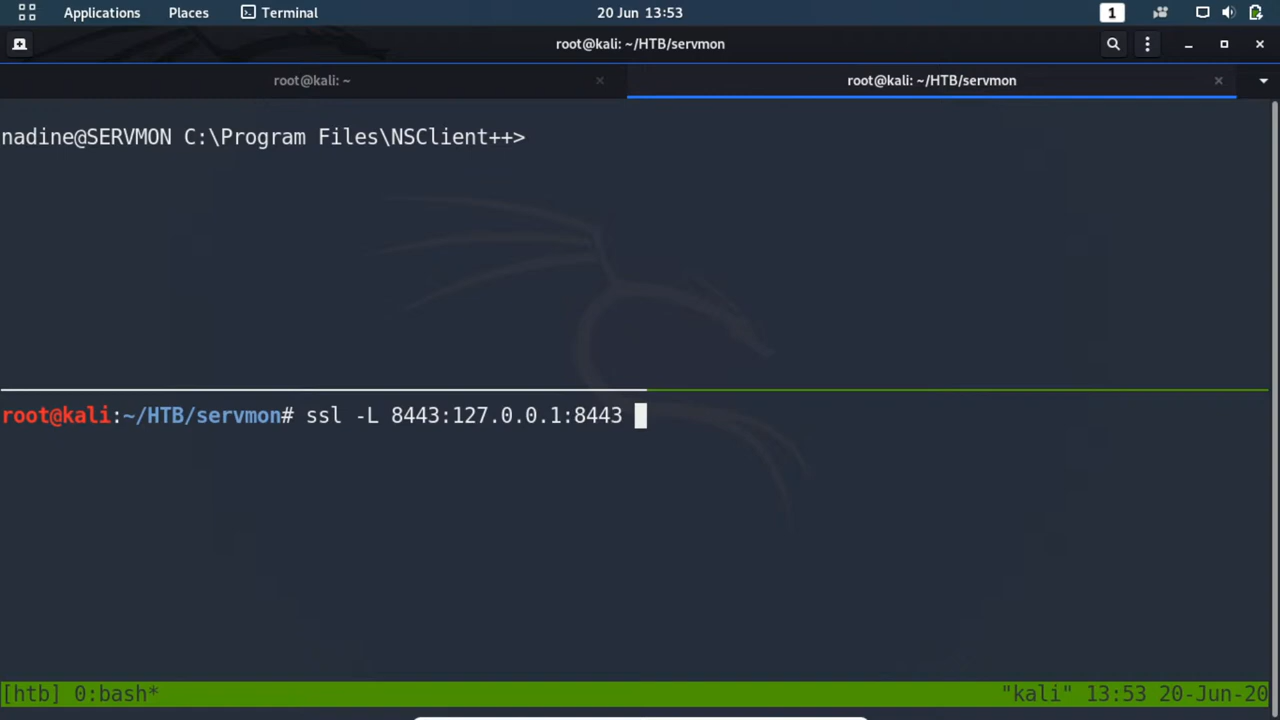 Applications Places Terminal 20 Jun 13:53 1
root@kali: ~/HTB/servmon
root@kali: ~ root@kali: ~/HTB/servmon
nadine@SERVMON C:\Program Files\NSClient++>
root@kali:~/HTB/servmon# ssl -L 8443:127.0.0.1:8443
[htb] 0:bash* "kali" 13:53 20-Jun-20